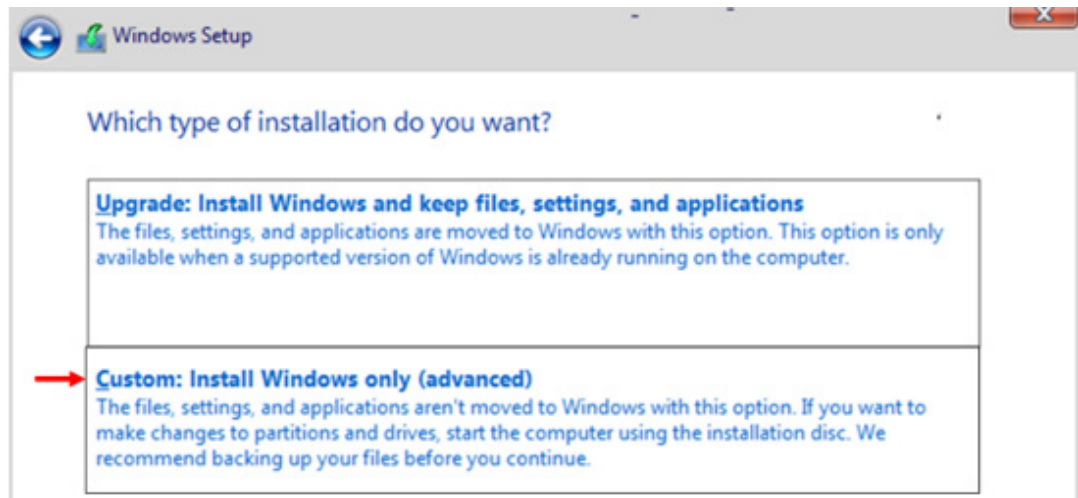 Windows Setup
Which type of installation do you want?
Upgrade: Install Windows and keep files, settings, and applications
The files, settings, and applications are moved to Windows with this option. This option is only
available when a supported version of Windows is already running on the computer.
Custom: Install Windows only (advanced)
The files, settings, and applications aren't moved to Windows with this option. If you want to
make changes to partitions and drives, start the computer using the installation disc. We
recommend backing up your files before you continue.